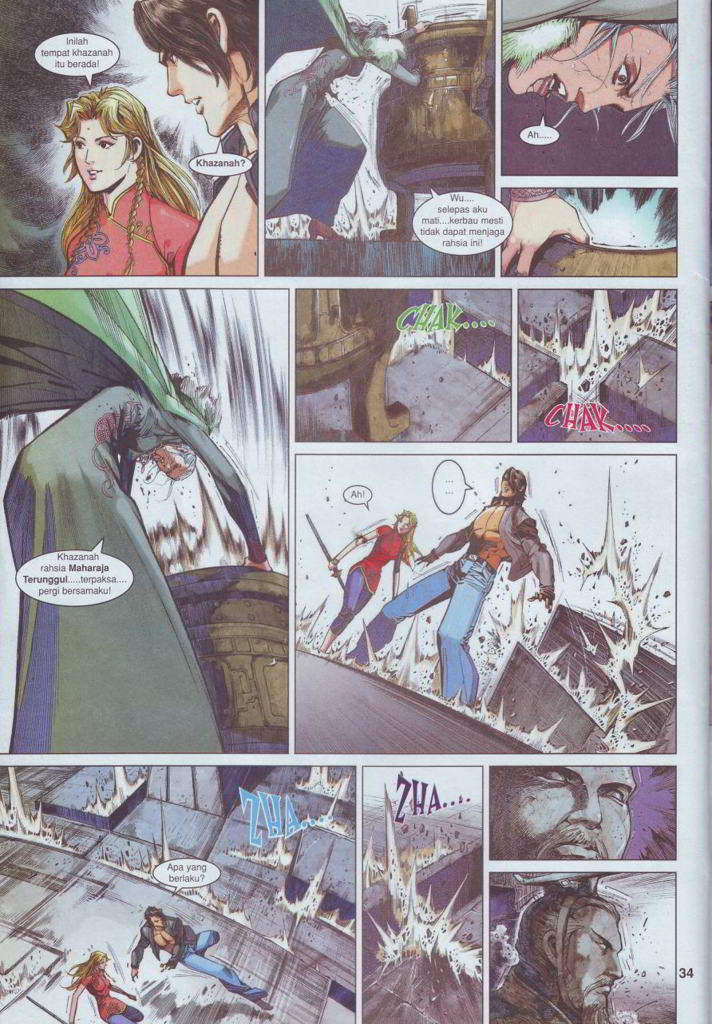 Inilah
tempat khazanah
itu berada!
Khazanah?
Wu....
selepas aku
mati....kerbau mesti
tidak dapat menjaga
rahsia ini!
Ah.....
Khazanah
rahsia Maharaja
Terunggul.....terpaksa....
pergi bersamaku!
CHAK....
CHAK....
Ah!
...
...
ZHA...
Apa yang
berlaku?
ZHA....
34